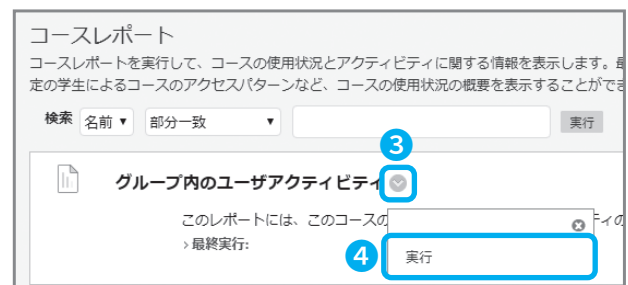 コースレポート
コースレポートを実行して、コースの使用状況とアクティビティに関する情報を表示します。
定の学生によるコースのアクセスパターンなど、コースの使用状況の概要を表示することができ
検索 名前 ▼ 部分一致 ▼ 実行
3
グループ内のユーザアクティビティ
このレポートには、このコースの ティの
› 最終実行:
4 実行